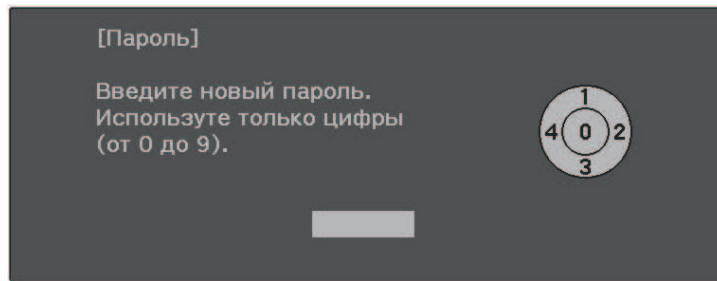 [Пароль]
Введите новый пароль.
Используте только цифры
(от 0 до 9).
1
4 0 2
3